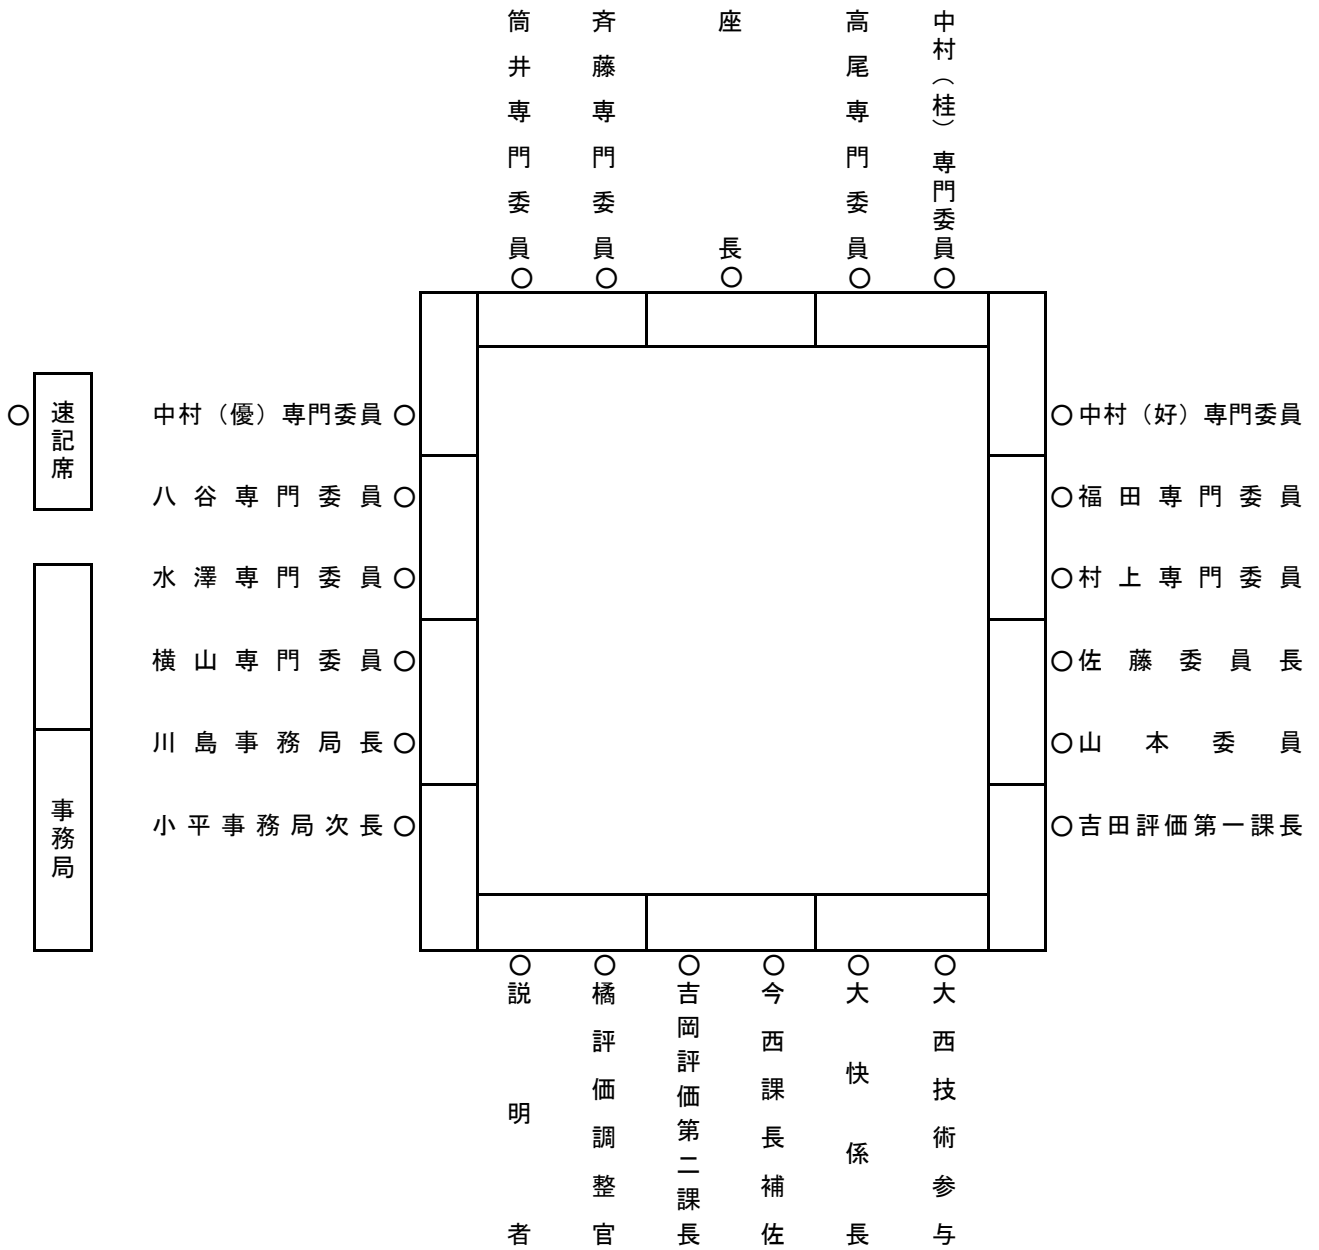 筒井専門委員
斉藤専門委員
座長
高尾専門委員
中村（桂）専門委員
速記席
中村（優）専門委員
八谷専門委員
水澤専門委員
横山専門委員
川島事務局長
小平事務局次長
事務局
中村（好）専門委員
福田専門委員
村上専門委員
佐藤委員長
山本委員
吉田評価第一課長
説明者
橘評価調整官
吉岡評価第二課長
今西課長補佐
大快係長
大西技術参与